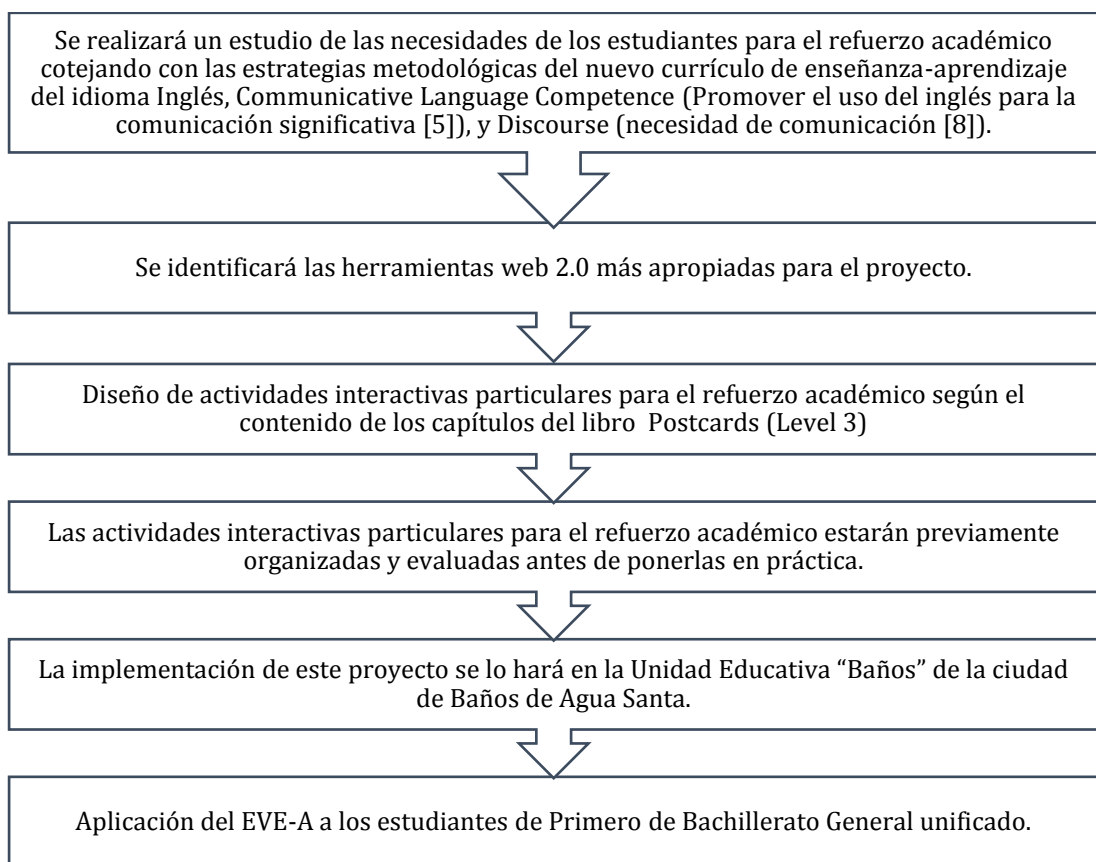 Se realizará un estudio de las necesidades de los estudiantes para el refuerzo académico
cotejando con las estrategias metodológicas del nuevo currículo de enseñanza-aprendizaje
del idioma Inglés, Communicative Language Competence (Promover el uso del inglés para la
comunicación significativa [5]), y Discourse (necesidad de comunicación [8]).
Se identificará las herramientas web 2.0 más apropiadas para el proyecto.
Diseño de actividades interactivas particulares para el refuerzo académico según el
contenido de los capítulos del libro Postcards (Level 3)
Las actividades interactivas particulares para el refuerzo académico estarán previamente
organizadas y evaluadas antes de ponerlas en práctica.
La implementación de este proyecto se lo hará en la Unidad Educativa “Baños” de la ciudad
de Baños de Agua Santa.
Aplicación del EVE-A a los estudiantes de Primero de Bachillerato General unificado.